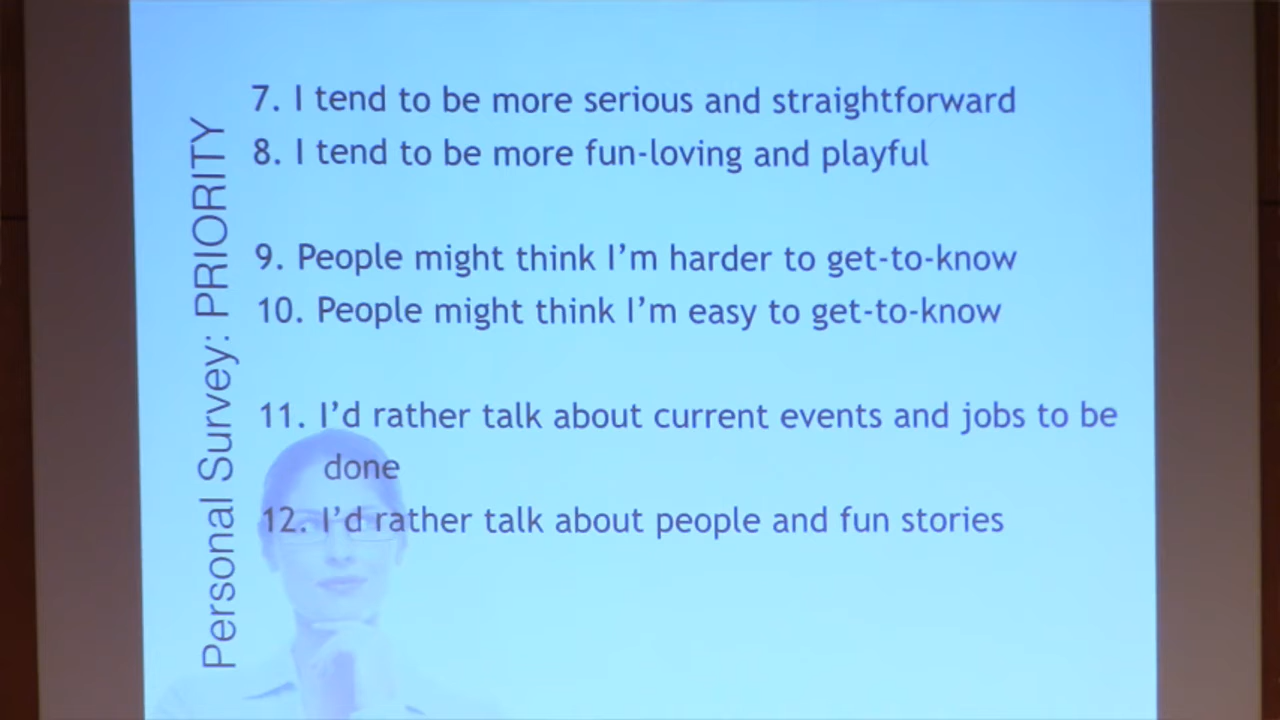 Personal Survey: PRIORITY
7. I tend to be more serious and straightforward
8. I tend to be more fun-loving and playful
9. People might think I’m harder to get-to-know
10. People might think I’m easy to get-to-know
11. I’d rather talk about current events and jobs to be
done
12. I’d rather talk about people and fun stories